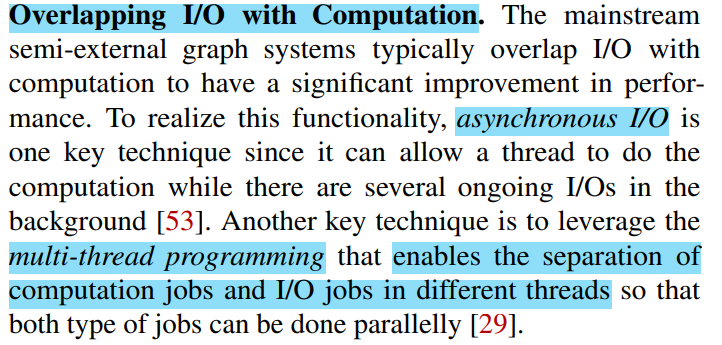 Overlapping I/O with Computation. The mainstream
semi-external graph systems typically overlap I/O with
computation to have a significant improvement in perfor-
mance. To realize this functionality, asynchronous I/O is
one key technique since it can allow a thread to do the
computation while there are several ongoing I/Os in the
background [53]. Another key technique is to leverage the
multi-thread programming that enables the separation of
computation jobs and I/O jobs in different threads so that
both type of jobs can be done parallelly [29].